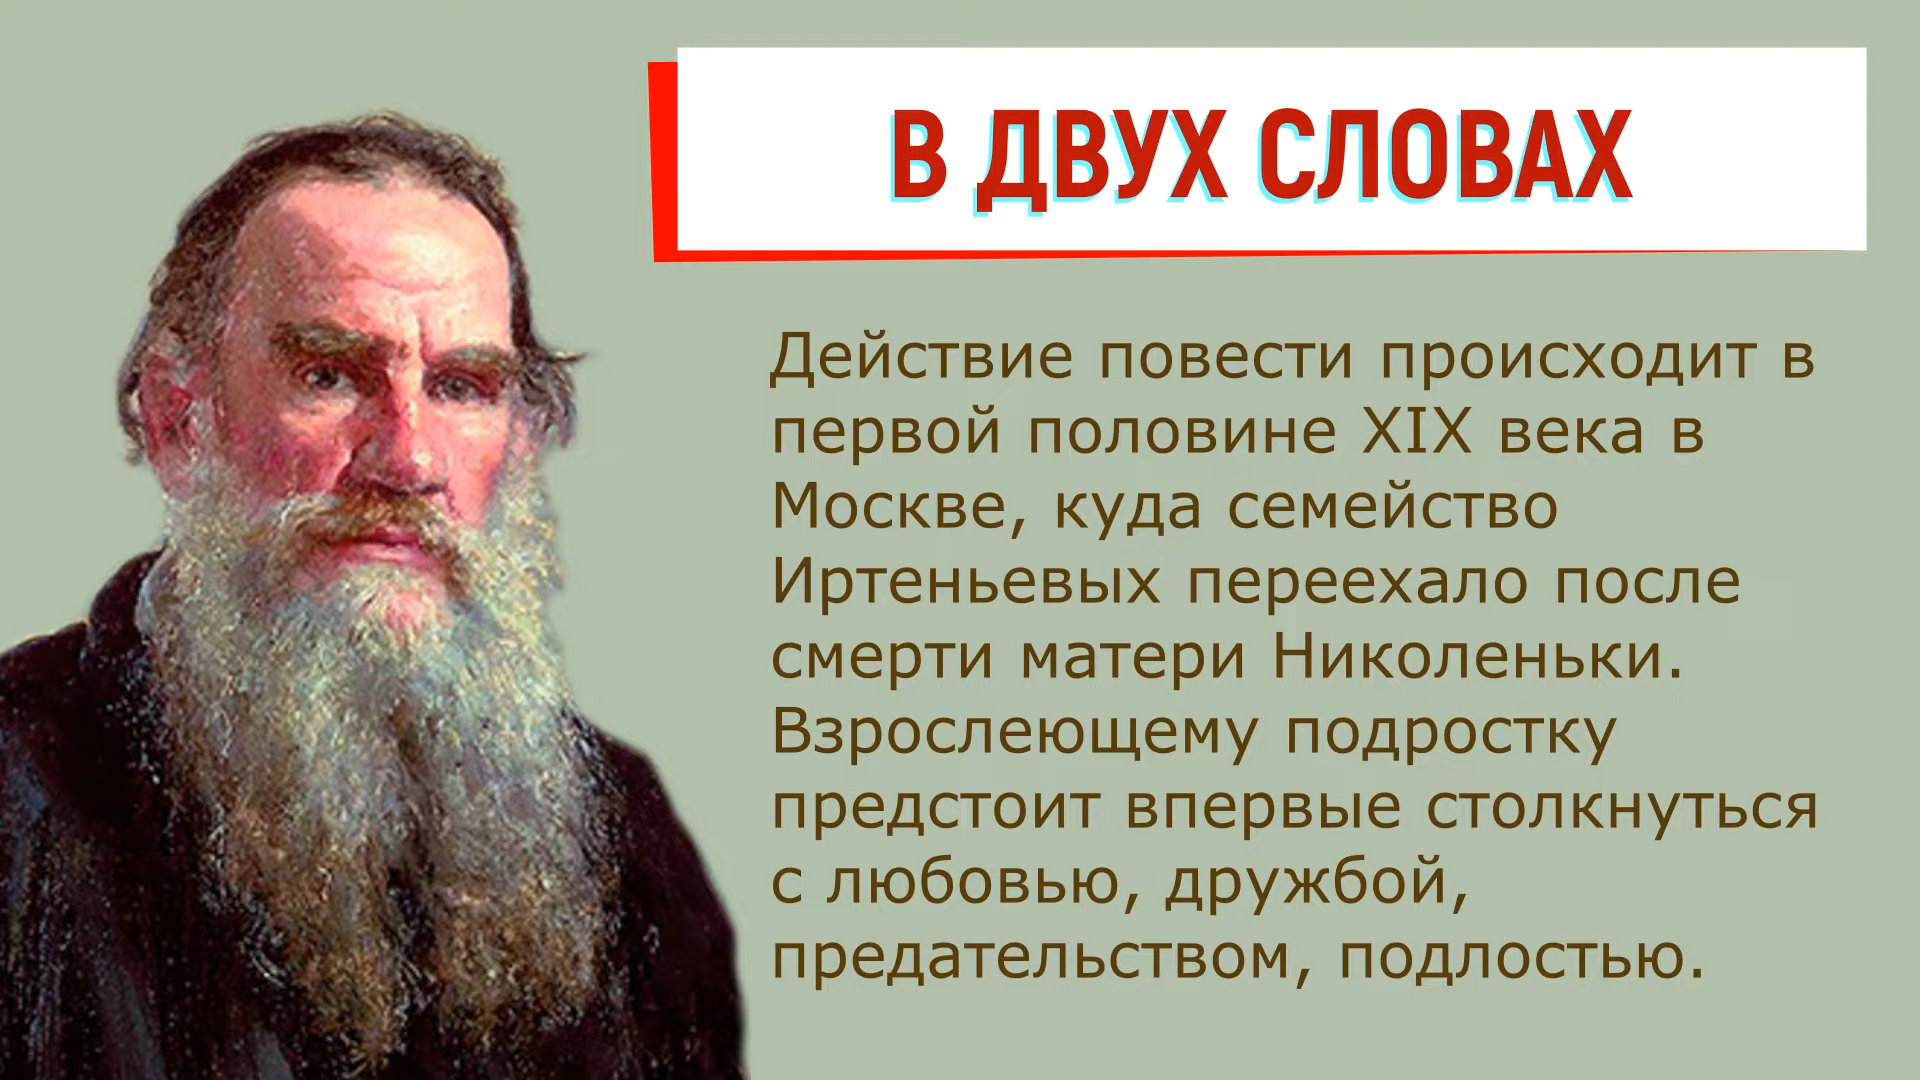 В ДВУХ СЛОВАХ
Действие повести происходит в
первой половине XIX века в
Москве, куда семейство
Иртеньевых переехало после
смерти матери Николеньки.
Взрослеющему подростку
предстоит впервые столкнуться
с любовью, дружбой,
предательством, подлостью.